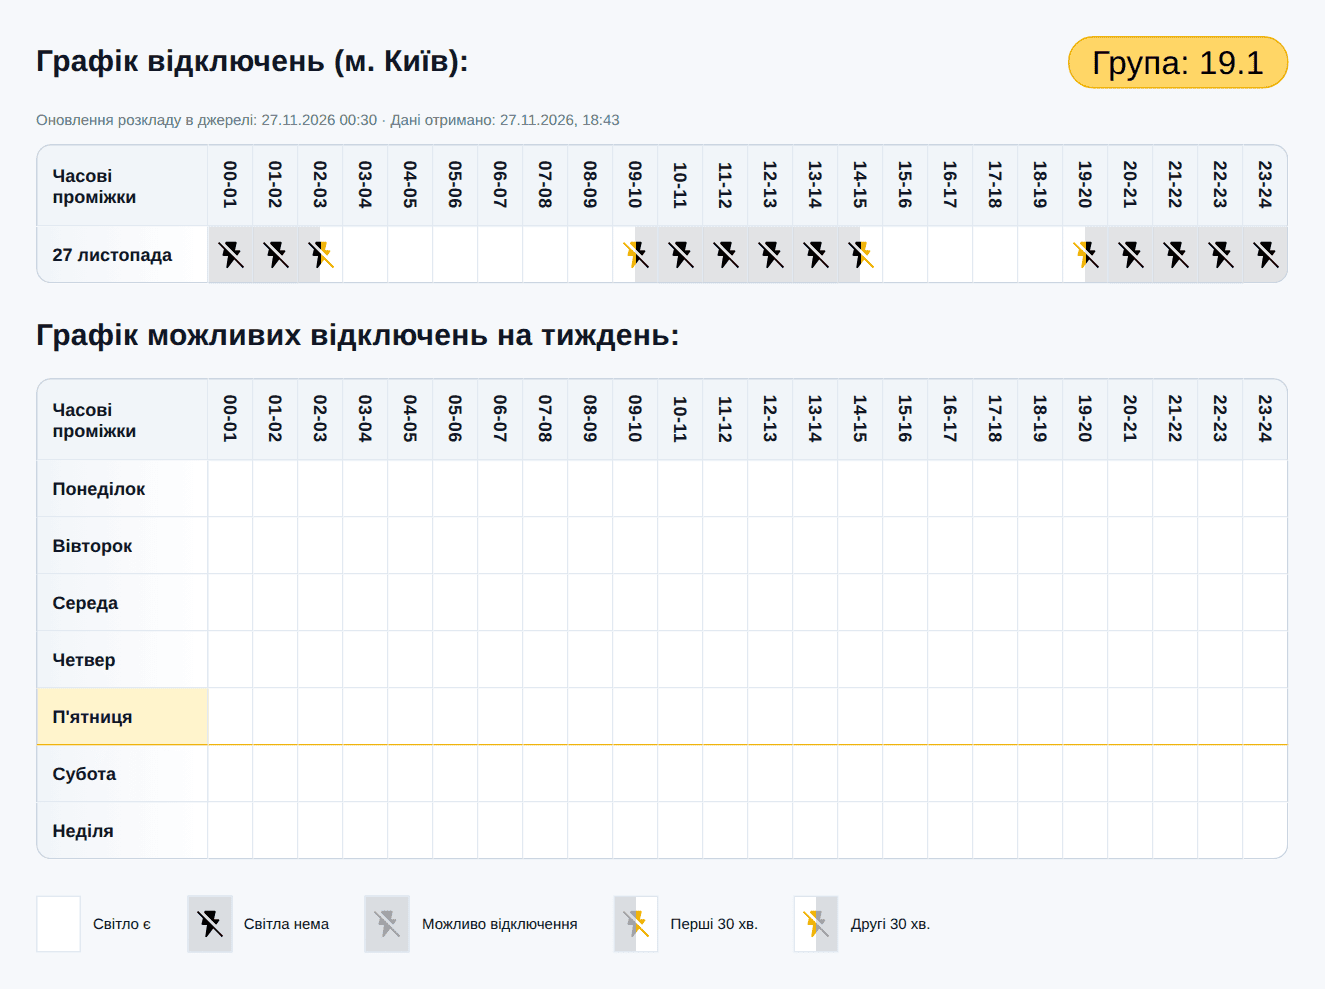 Графік відключень (м. Київ):
Група: 19.1
Оновлення розкладу в джерелі: 27.11.2026 00:30 · Дані отримано: 27.11.2026, 18:43
Часові проміжки 00-01 01-02 02-03 03-04 04-05 05-06 06-07 07-08 08-09 09-10 10-11 11-12 12-13 13-14 14-15 15-16 16-17 17-18 18-19 19-20 20-21 21-22 22-23 23-24
27 листопада
Графік можливих відключень на тиждень:
Часові проміжки 00-01 01-02 02-03 03-04 04-05 05-06 06-07 07-08 08-09 09-10 10-11 11-12 12-13 13-14 14-15 15-16 16-17 17-18 18-19 19-20 20-21 21-22 22-23 23-24
Понеділок
Вівторок
Середа
Четвер
П'ятниця
Субота
Неділя
Світло є Світла нема Можливо відключення Перші 30 хв. Другі 30 хв.